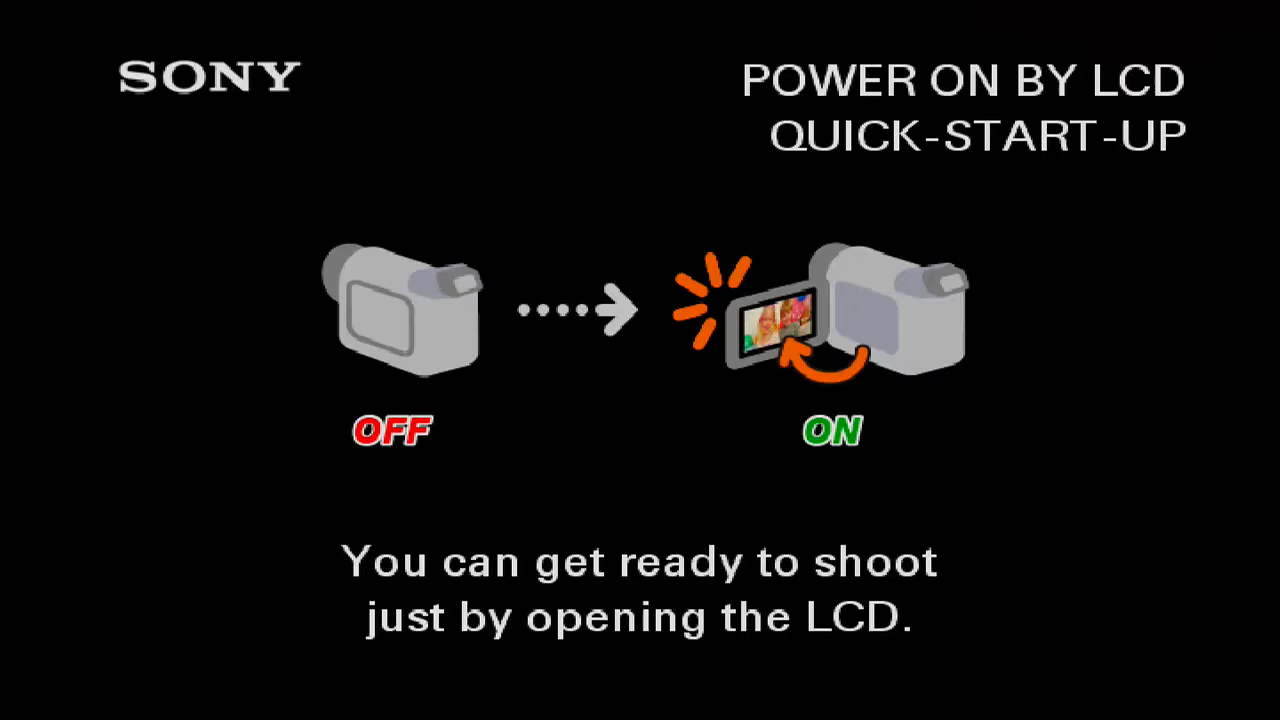 SONY
POWER ON BY LCD
QUICK-START-UP
OFF
ON
You can get ready to shoot
just by opening the LCD.